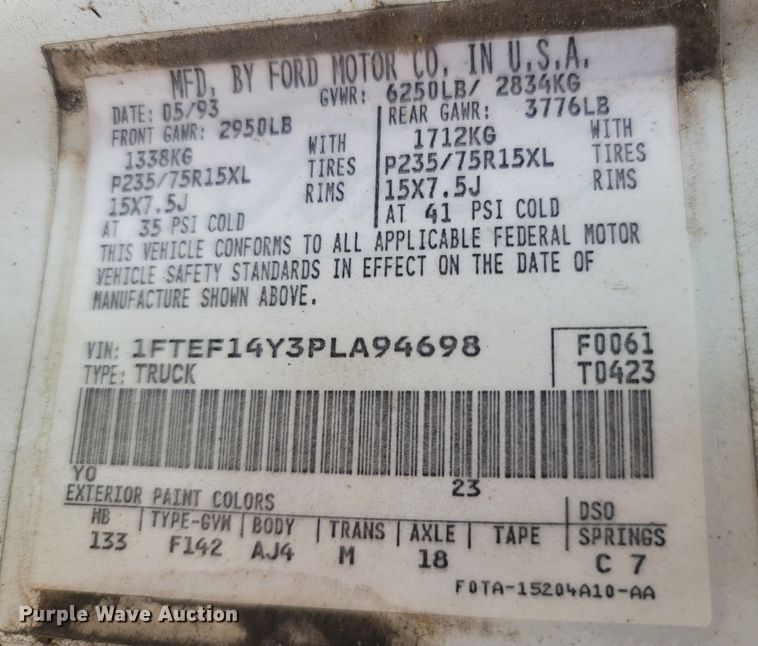 MFD. BY FORD MOTOR CO. IN U.S.A.
DATE: 05/93 GVWR: 6250LB/ 2834KG
FRONT GAWR: 2950LB REAR GAWR: 3776LB
1338KG WITH 1712KG WITH
P235/75R15XL TIRES P235/75R15XL TIRES
15X7.5J RIMS 15X7.5J RIMS
AT 35 PSI COLD AT 41 PSI COLD
THIS VEHICLE CONFORMS TO ALL APPLICABLE FEDERAL MOTOR
VEHICLE SAFETY STANDARDS IN EFFECT ON THE DATE OF
MANUFACTURE SHOWN ABOVE.
VIN: 1FTEF14Y3PLA94698 F0061
TYPE: TRUCK T0423
YO 23
EXTERIOR PAINT COLORS DSO
WB TYPE-GVW BODY TRANS AXLE TAPE SPRINGS
133 F142 AJ4 M 18 C 7
F0TA-15204A10-AA
Purple Wave Auction